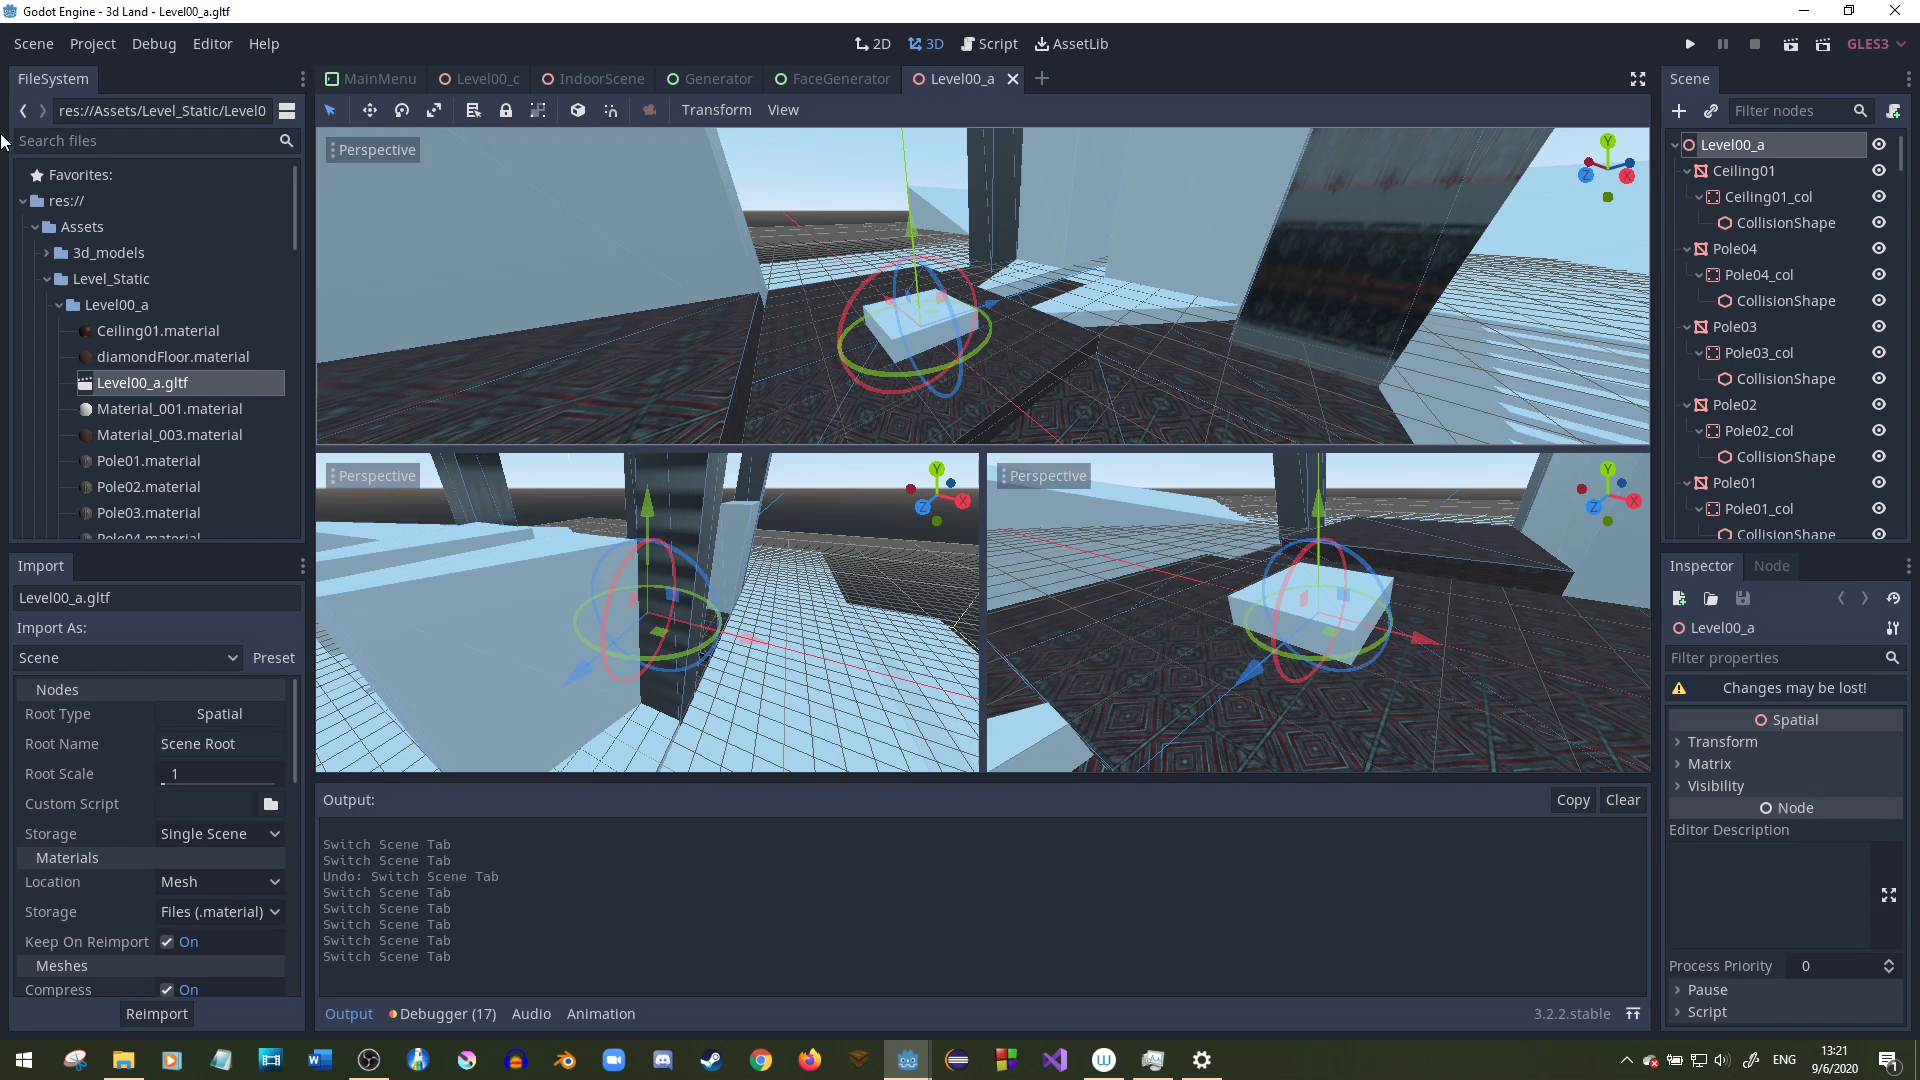 Godot Engine - 3d Land - Level00_a.gltf
Scene Project Debug Editor Help
2D 3D Script AssetLib
GLES3
FileSystem
res://Assets/Level_Static/Level0
Search files
Favorites:
res://
Assets
3d_models
Level_Static
Level00_a
Ceiling01.material
diamondFloor.material
Level00_a.gltf
Material_001.material
Material_003.material
Pole01.material
Pole02.material
Pole03.material
Pole04.material
Import
Level00_a.gltf
Import As:
Scene Preset
Nodes
Root Type Spatial
Root Name Scene Root
Root Scale 1
Custom Script
Storage Single Scene
Materials
Location Mesh
Storage Files (.material)
Keep On Reimport On
Meshes
Compress On
Reimport
MainMenu Level00_c IndoorScene Generator FaceGenerator Level00_a
Transform View
Perspective
Y
Z X
Perspective
Y
Z X
Perspective
Y
Z X
Output: Copy Clear
Switch Scene Tab
Switch Scene Tab
Undo: Switch Scene Tab
Switch Scene Tab
Switch Scene Tab
Switch Scene Tab
Switch Scene Tab
Switch Scene Tab
Output Debugger (17) Audio Animation 3.2.2.stable
Scene
Filter nodes
Level00_a
Ceiling01
Ceiling01_col
CollisionShape
Pole04
Pole04_col
CollisionShape
Pole03
Pole03_col
CollisionShape
Pole02
Pole02_col
CollisionShape
Pole01
Pole01_col
CollisionShape
Inspector Node
Level00_a
Filter properties
Changes may be lost!
Spatial
Transform
Matrix
Visibility
Node
Editor Description
Process Priority 0
Pause
Script
ENG 13:21
9/6/2020
1